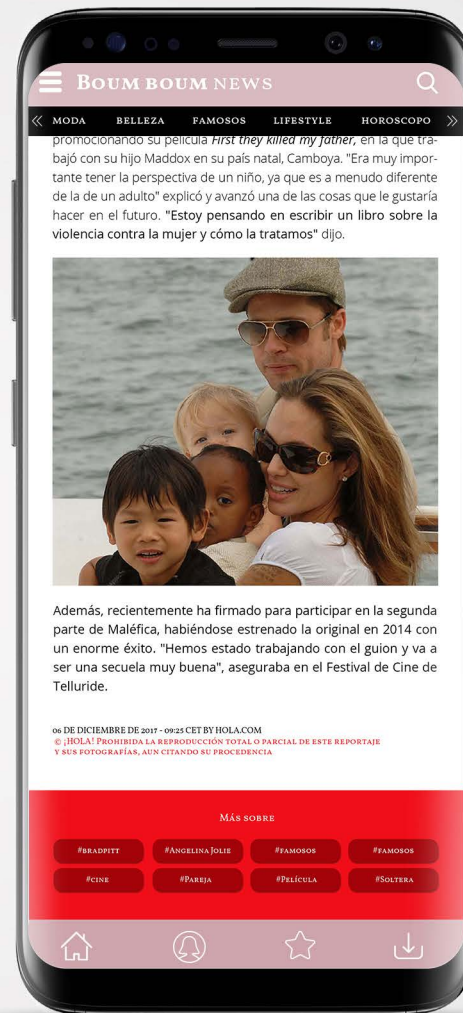 BOUM BOUM NEWS
MODA BELLEZA FAMOSOS LIFESTYLE HOROSCOPO
promocionando su película First they killed my father, en la que tra-
bajó con su hijo Maddox en su país natal, Camboya. "Era muy impor-
tante tener la perspectiva de un niño, ya que es a menudo diferente
de la de un adulto" explicó y avanzó una de las cosas que le gustaría
hacer en el futuro. "Estoy pensando en escribir un libro sobre la
violencia contra la mujer y cómo la tratamos" dijo.
Además, recientemente ha firmado para participar en la segunda
parte de Maléfica, habiéndose estrenado la original en 2014 con
un enorme éxito. "Hemos estado trabajando con el guion y va a
ser una secuela muy buena", aseguraba en el Festival de Cine de
Telluride.
06 DE DICIEMBRE DE 2017 - 09:25 CET BY HOLA.COM
© ¡HOLA! PROHIBIDA LA REPRODUCCIÓN TOTAL O PARCIAL DE ESTE REPORTAJE
Y SUS FOTOGRAFÍAS, AUN CITANDO SU PROCEDENCIA
MÁS SOBRE
#BRADPITT #ANGELINA JOLIE #FAMOSOS #FAMOSOS
#CINE #PAREJA #PELÍCULA #SOLTERA